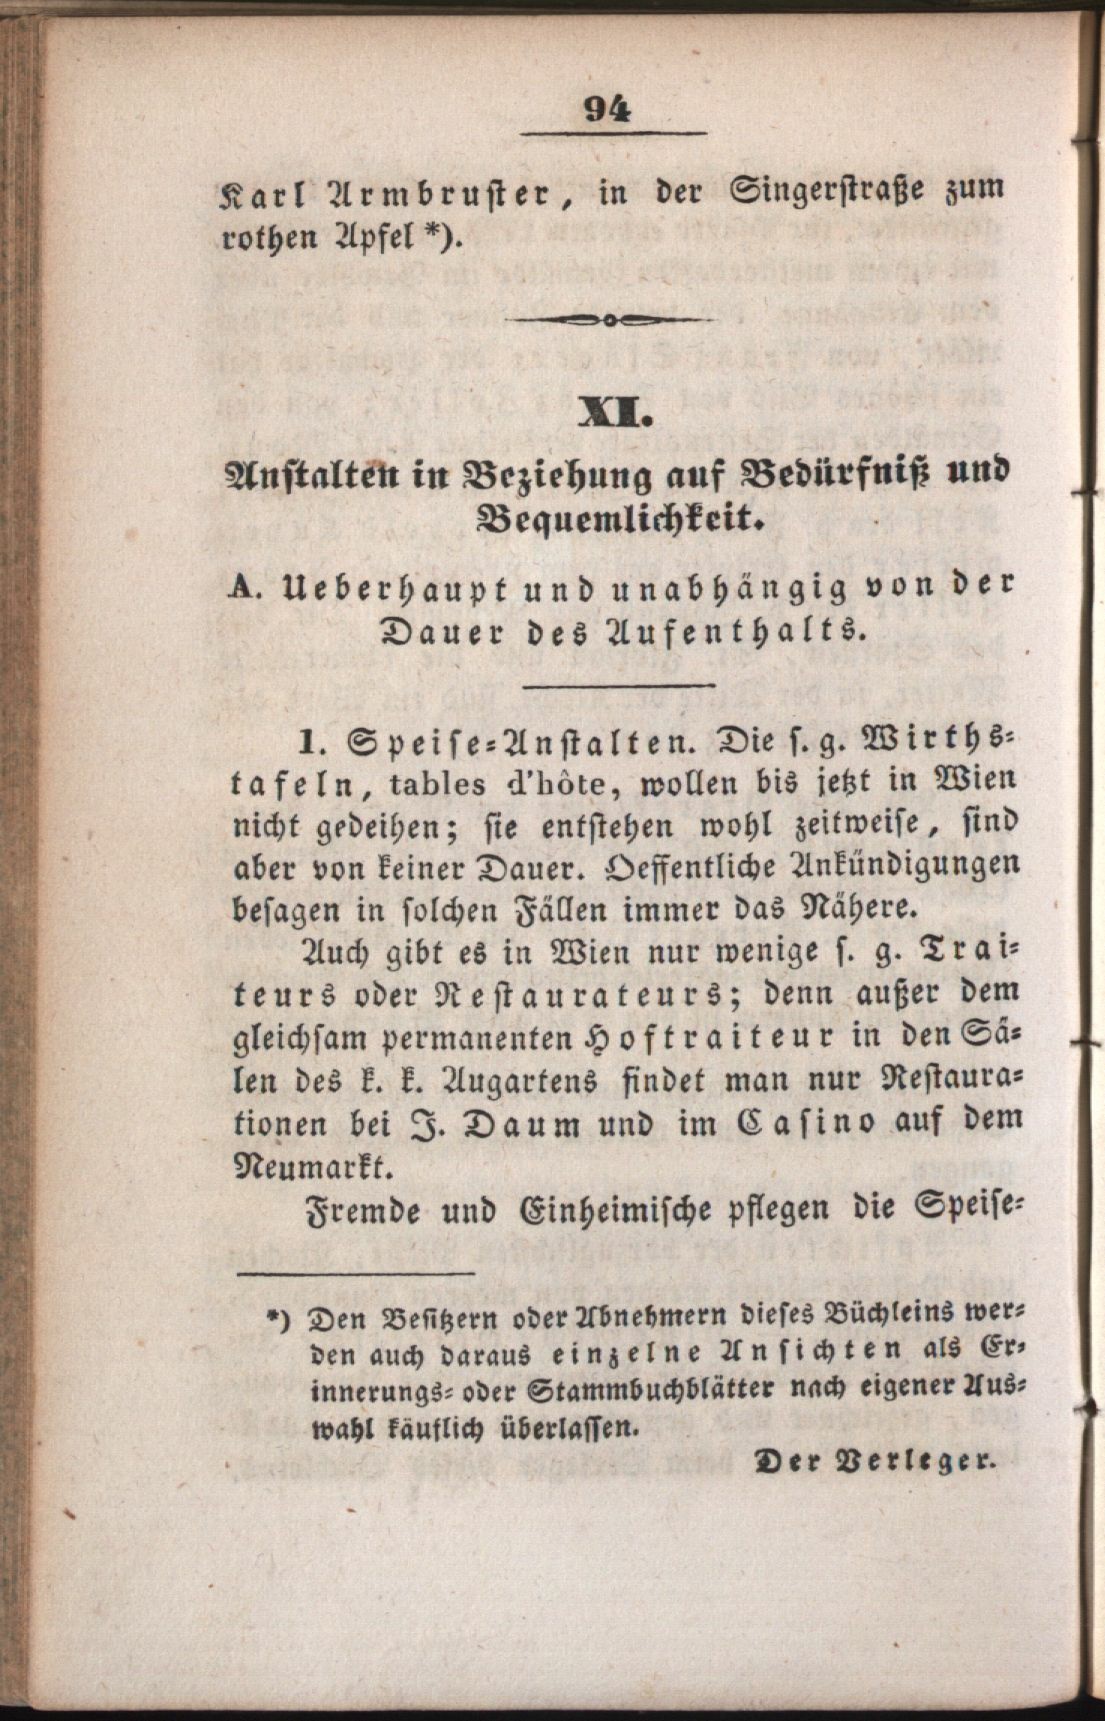 94
Karl Armbruster, in der Singerstraße zum
rothen Apfel *).
XI.
Anstalten in Beziehung auf Bedürfniß und
Bequemlichkeit.
A. Ueberhaupt und unabhängig von der
Dauer des Aufenthalts.
1. Speise-Anstalten. Die s. g. Wirths-
tafeln, tables d'hôte, wollen bis jetzt in Wien
nicht gedeihen; sie entstehen wohl zeitweise, sind
aber von keiner Dauer. Oeffentliche Ankündigungen
besagen in solchen Fällen immer das Nähere.
Auch gibt es in Wien nur wenige s. g. Trai-
teurs oder Restaurateurs; denn außer dem
gleichsam permanenten Hoftraiteur in den Sä-
len des k. k. Augartens findet man nur Restaura-
tionen bei J. Daum und im Casino auf dem
Neumarkt.
Fremde und Einheimische pflegen die Speise-
*) Den Besitzern oder Abnehmern dieses Büchleins wer-
den auch daraus einzelne Ansichten als Er-
innerungs- oder Stammbuchblätter nach eigener Aus-
wahl käuflich überlassen.
Der Verleger.